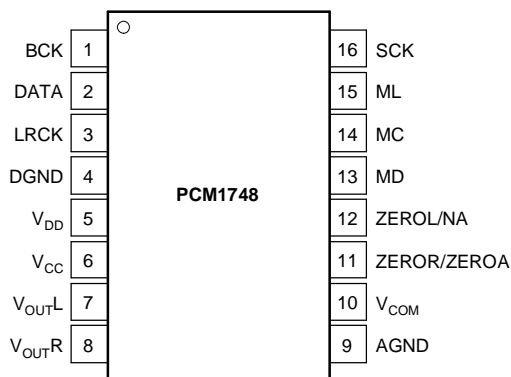 BCK 1 16 SCK
DATA 2 15 ML
LRCK 3 14 MC
DGND 4 13 MD
PCM1748
VDD 5 12 ZEROL/NA
VCC 6 11 ZEROR/ZEROA
VOUTL 7 10 VCOM
VOUTR 8 9 AGND